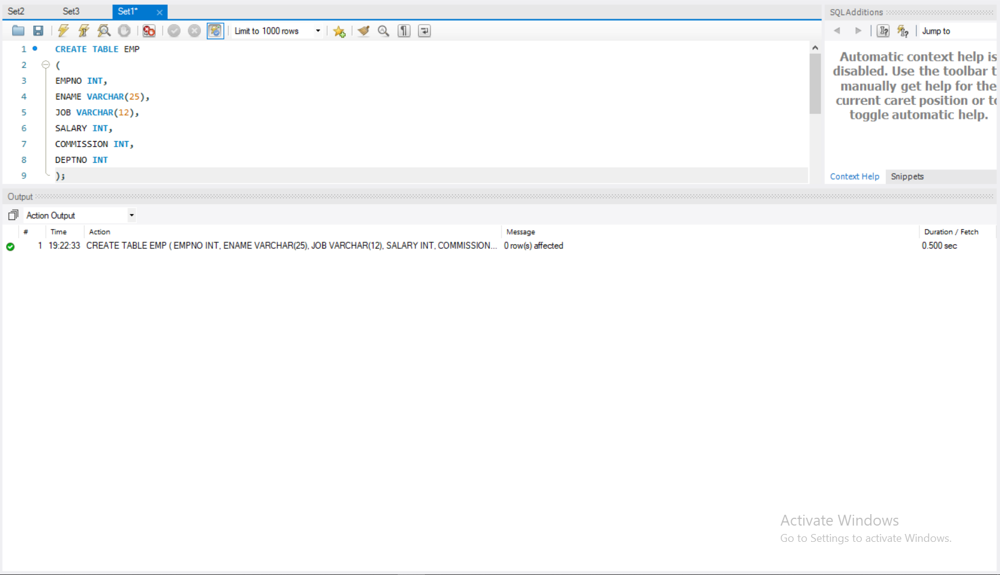 Set2 Set3 Set1*
Limit to 1000 rows
1 CREATE TABLE EMP
2 (
3 EMPNO INT,
4 ENAME VARCHAR(25),
5 JOB VARCHAR(12),
6 SALARY INT,
7 COMMISSION INT,
8 DEPTNO INT
9 );
SQLAdditions
Jump to
Automatic context help is
disabled. Use the toolbar t
manually get help for the
current caret position or to
toggle automatic help.
Context Help Snippets
Output
Action Output
# Time Action Message Duration / Fetch
1 19:22:33 CREATE TABLE EMP ( EMPNO INT, ENAME VARCHAR(25), JOB VARCHAR(12), SALARY INT, COMMISSION... 0 row(s) affected 0.500 sec
Activate Windows
Go to Settings to activate Windows.